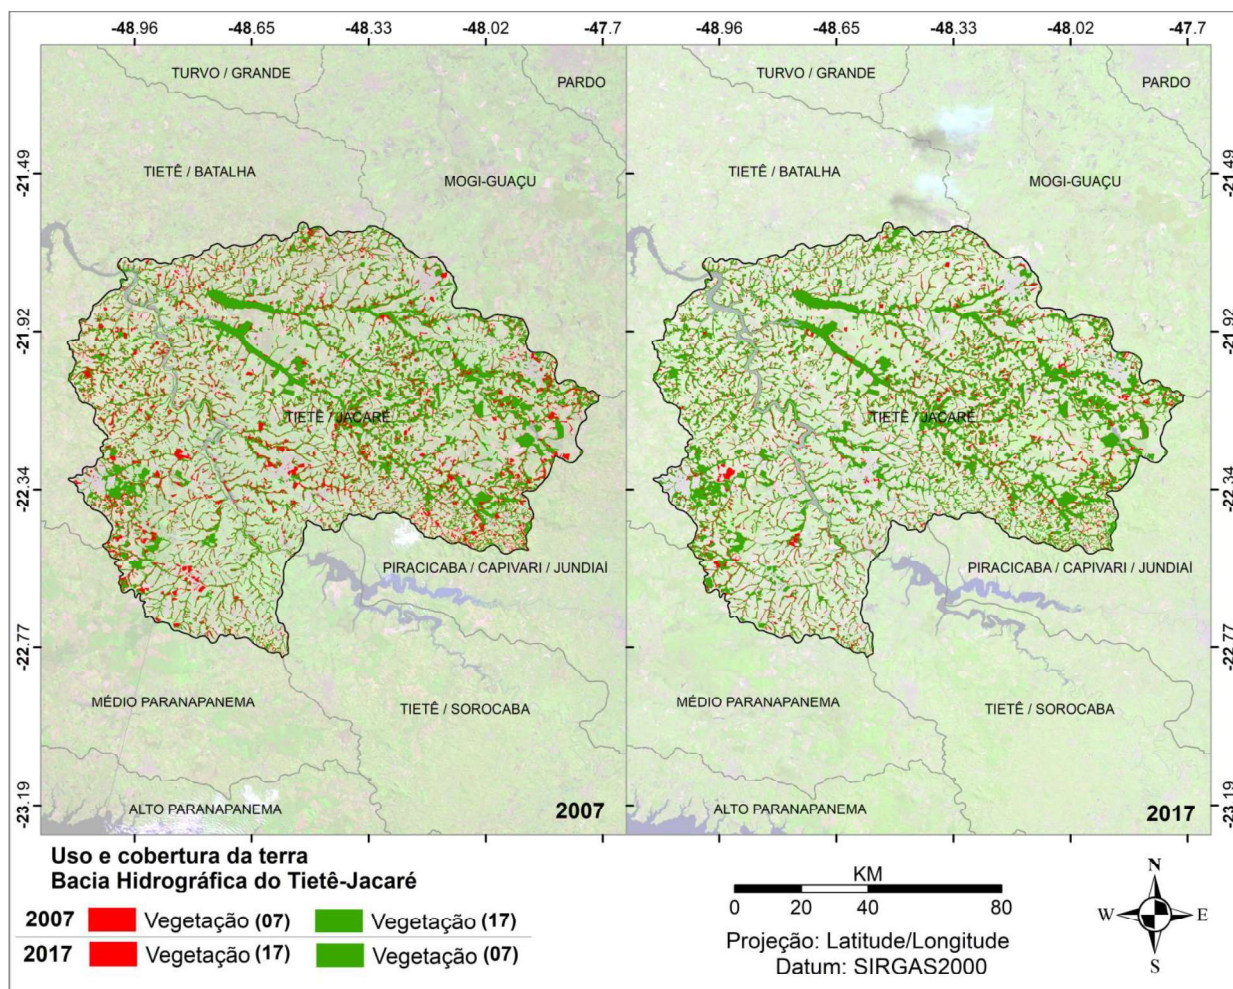 -48.96 -48.65 -48.33 -48.02 -47.7 -48.96 -48.65 -48.33 -48.02 -47.7
TURVO / GRANDE
PARDO
TURVO / GRANDE
PARDO
-21.49
TIETÊ / BATALHA
MOGI-GUAÇU
TIETÊ / BATALHA
MOGI-GUAÇU
-21.49
-21.92
-21.92
TIETÊ / JACARÉ
TIETÊ / JACARÉ
-22.34
-22.34
PIRACICABA / CAPIVARI / JUNDIAÍ
PIRACICABA / CAPIVARI / JUNDIAÍ
-22.77
-22.77
MÉDIO PARANAPANEMA
TIETÊ / SOROCABA
MÉDIO PARANAPANEMA
TIETÊ / SOROCABA
-23.19
ALTO PARANAPANEMA
2007
ALTO PARANAPANEMA
2017
-23.19
Uso e cobertura da terra
Bacia Hidrográfica do Tietê-Jacaré
2007 Vegetação (07) Vegetação (17)
2017 Vegetação (17) Vegetação (07)
KM
0 20 40 80
Projeção: Latitude/Longitude
Datum: SIRGAS2000
N
W E
S